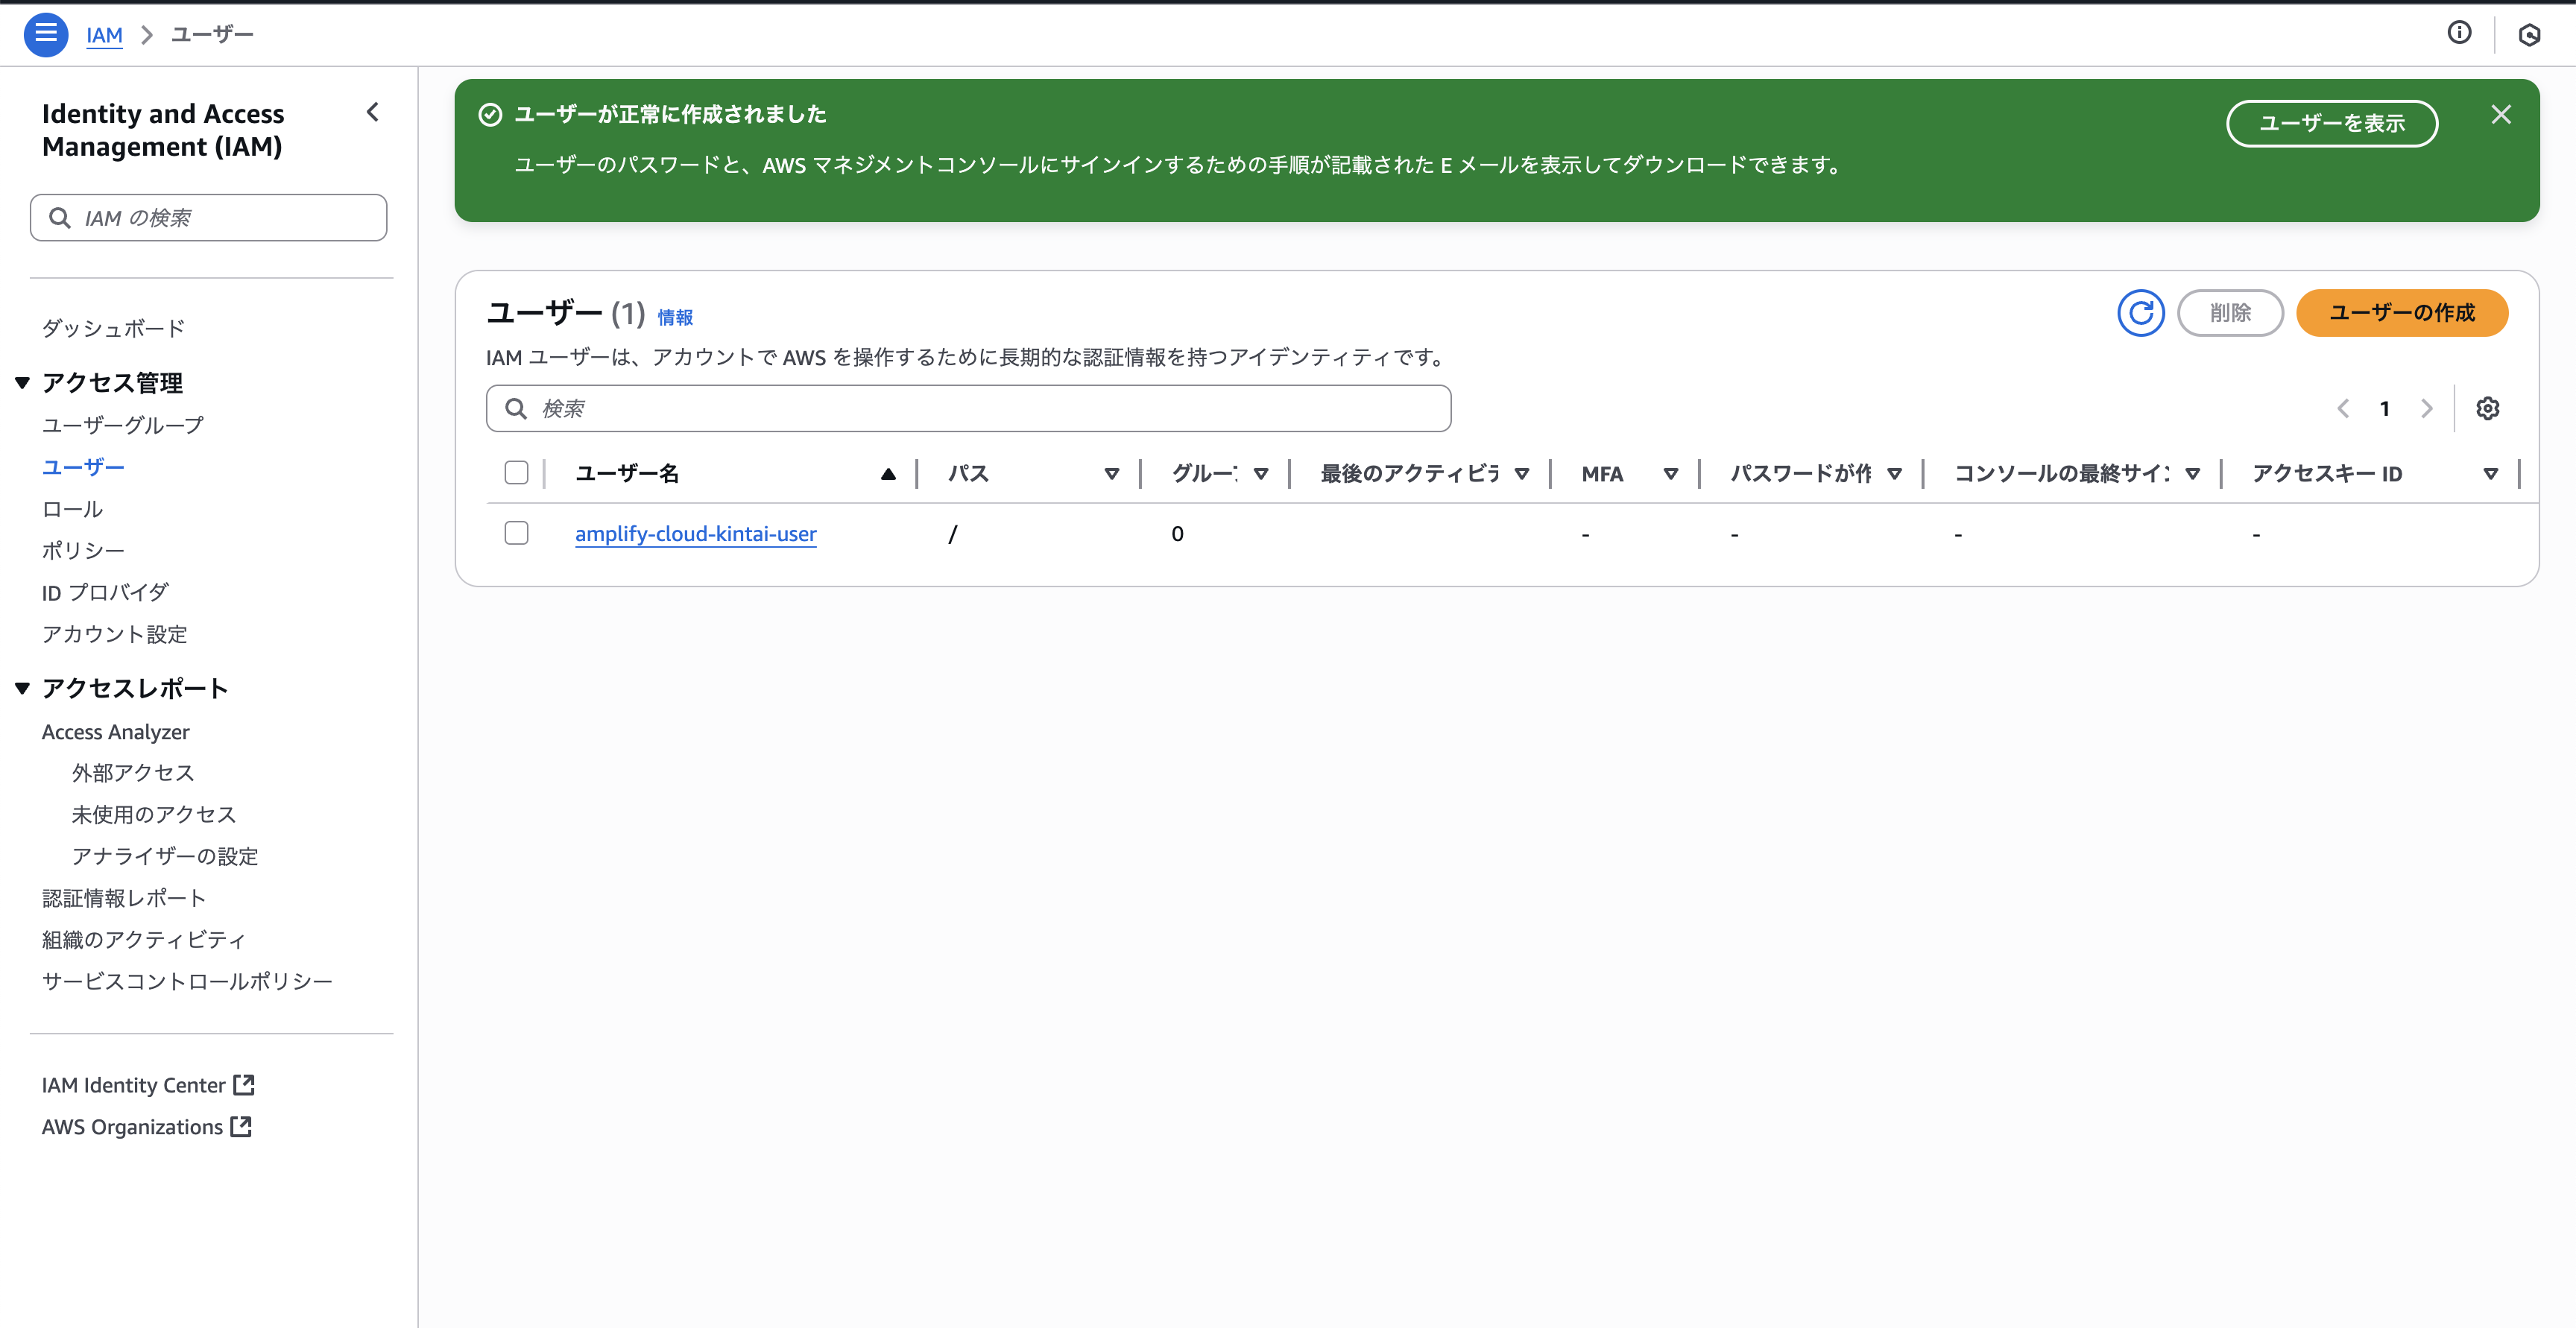 IAM > ユーザー
Identity and Access
Management (IAM)
IAM の検索
ダッシュボード
アクセス管理
ユーザーグループ
ユーザー
ロール
ポリシー
ID プロバイダ
アカウント設定
アクセスレポート
Access Analyzer
外部アクセス
未使用のアクセス
アナライザーの設定
認証情報レポート
組織のアクティビティ
サービスコントロールポリシー
IAM Identity Center
AWS Organizations
ユーザーが正常に作成されました
ユーザーのパスワードと、AWS マネジメントコンソールにサインインするための手順が記載された E メールを表示してダウンロードできます。
ユーザーを表示
ユーザー (1) 情報
削除
ユーザーの作成
IAM ユーザーは、アカウントで AWS を操作するために長期的な認証情報を持つアイデンティティです。
検索
1
ユーザー名 パス グルー 最後のアクティビ MFA パスワードが作 コンソールの最終サイ アクセスキー ID
amplify-cloud-kintai-user / 0 - - - -